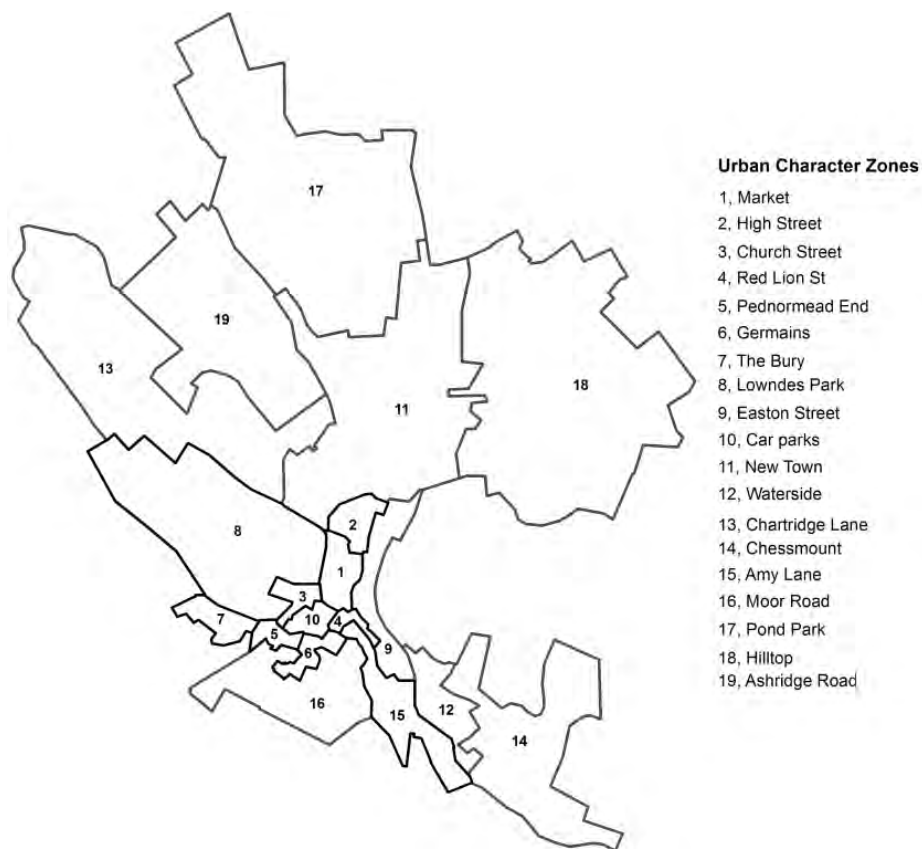 Urban Character Zones
1, Market
2, High Street
3, Church Street
4, Red Lion St
5, Pednormead End
6, Germains
7, The Bury
8, Lowndes Park
9, Easton Street
10, Car parks
11, New Town
12, Waterside
13, Chartridge Lane
14, Chessmount
15, Amy Lane
16, Moor Road
17, Pond Park
18, Hilltop
19, Ashridge Road
17
19
13
18
11
2
8
1
3
10
4
7
5
6
9
16
15
12
14